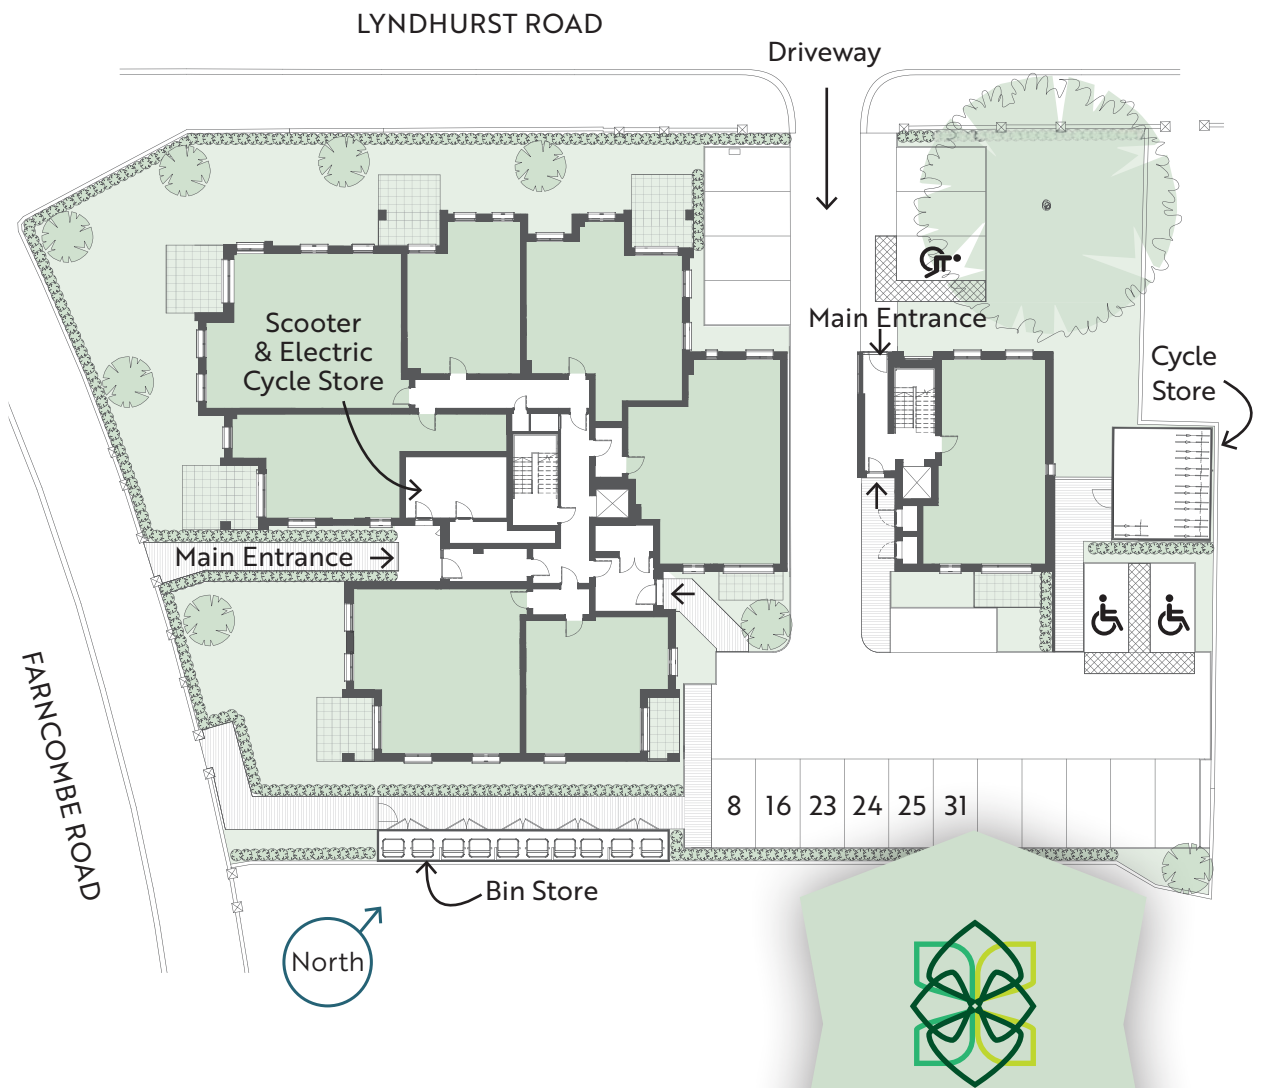 LYNDHURST ROAD
Driveway
Main Entrance
Scooter
& Electric
Cycle Store
Cycle
Store
Main Entrance
FARNCOMBE ROAD
8 16 23 24 25 31
Bin Store
North